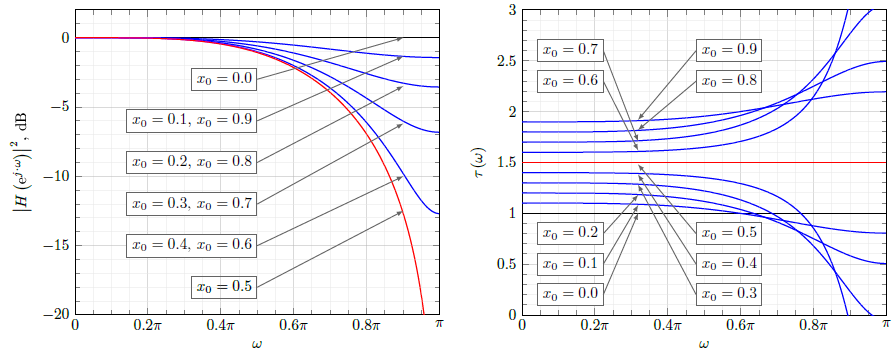 |H (e^{j·ω})|², dB
0
−5
−10
−15
−20
x₀ = 0.0
x₀ = 0.1, x₀ = 0.9
x₀ = 0.2, x₀ = 0.8
x₀ = 0.3, x₀ = 0.7
x₀ = 0.4, x₀ = 0.6
x₀ = 0.5
0 0.2π 0.4π 0.6π 0.8π π
ω
τ (ω)
3
2.5
2
1.5
1
0.5
0
x₀ = 0.7
x₀ = 0.6
x₀ = 0.9
x₀ = 0.8
x₀ = 0.2
x₀ = 0.1
x₀ = 0.0
x₀ = 0.5
x₀ = 0.4
x₀ = 0.3
0 0.2π 0.4π 0.6π 0.8π π
ω